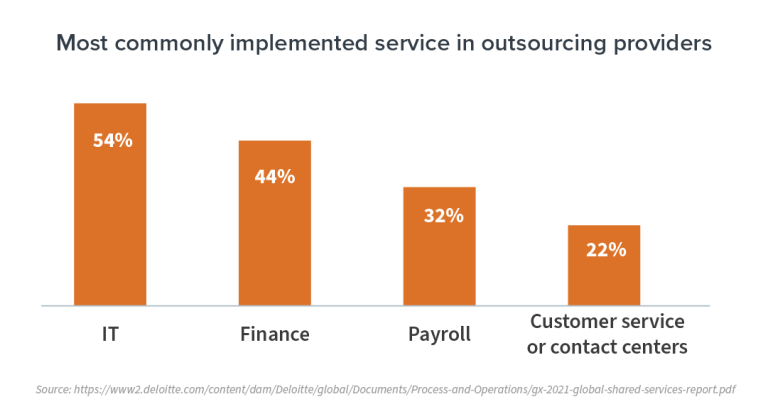 Most commonly implemented service in outsourcing providers
54%
44%
32%
22%
IT
Finance
Payroll
Customer service
or contact centers
Source: https://www2.deloitte.com/content/dam/Deloitte/global/Documents/Process-and-Operations/gx-2021-global-shared-services-report.pdf